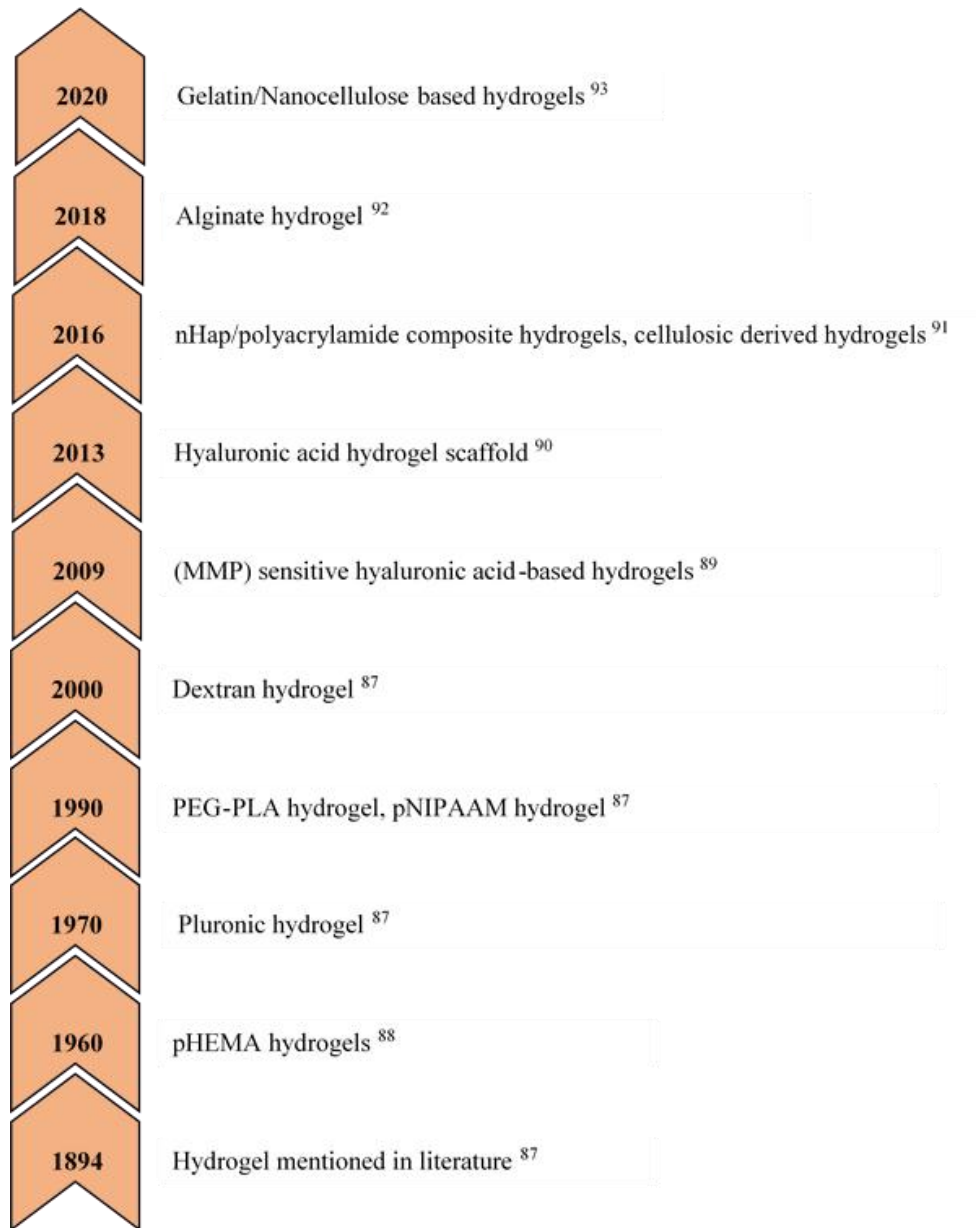 2020 Gelatin/Nanocellulose based hydrogels 93
2018 Alginate hydrogel 92
2016 nHap/polyacrylamide composite hydrogels, cellulosic derived hydrogels 91
2013 Hyaluronic acid hydrogel scaffold 90
2009 (MMP) sensitive hyaluronic acid-based hydrogels 89
2000 Dextran hydrogel 87
1990 PEG-PLA hydrogel, pNIPAAM hydrogel 87
1970 Pluronic hydrogel 87
1960 pHEMA hydrogels 88
1894 Hydrogel mentioned in literature 87